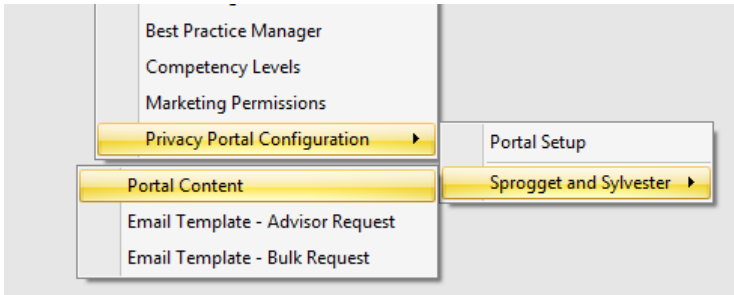 Best Practice Manager
Competency Levels
Marketing Permissions
Privacy Portal Configuration
Portal Setup
Sprogget and Sylvester
Portal Content
Email Template - Advisor Request
Email Template - Bulk Request